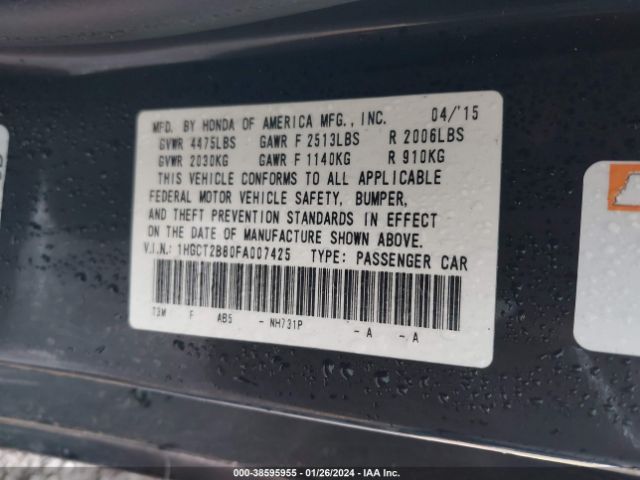 MFD. BY HONDA OF AMERICA MFG., INC. 04/'15
GVWR 4475LBS GAWR F 2513LBS R 2006LBS
GVWR 2030KG GAWR F 1140KG R 910KG
THIS VEHICLE CONFORMS TO ALL APPLICABLE
FEDERAL MOTOR VEHICLE SAFETY, BUMPER,
AND THEFT PREVENTION STANDARDS IN EFFECT
ON THE DATE OF MANUFACTURE SHOWN ABOVE.
V.I.N.: 1HGCT2B80FA007425 TYPE: PASSENGER CAR
T3M F AB5 - NH731P - A - A
000-38595955 | 01/26/2024 | IAA Inc.